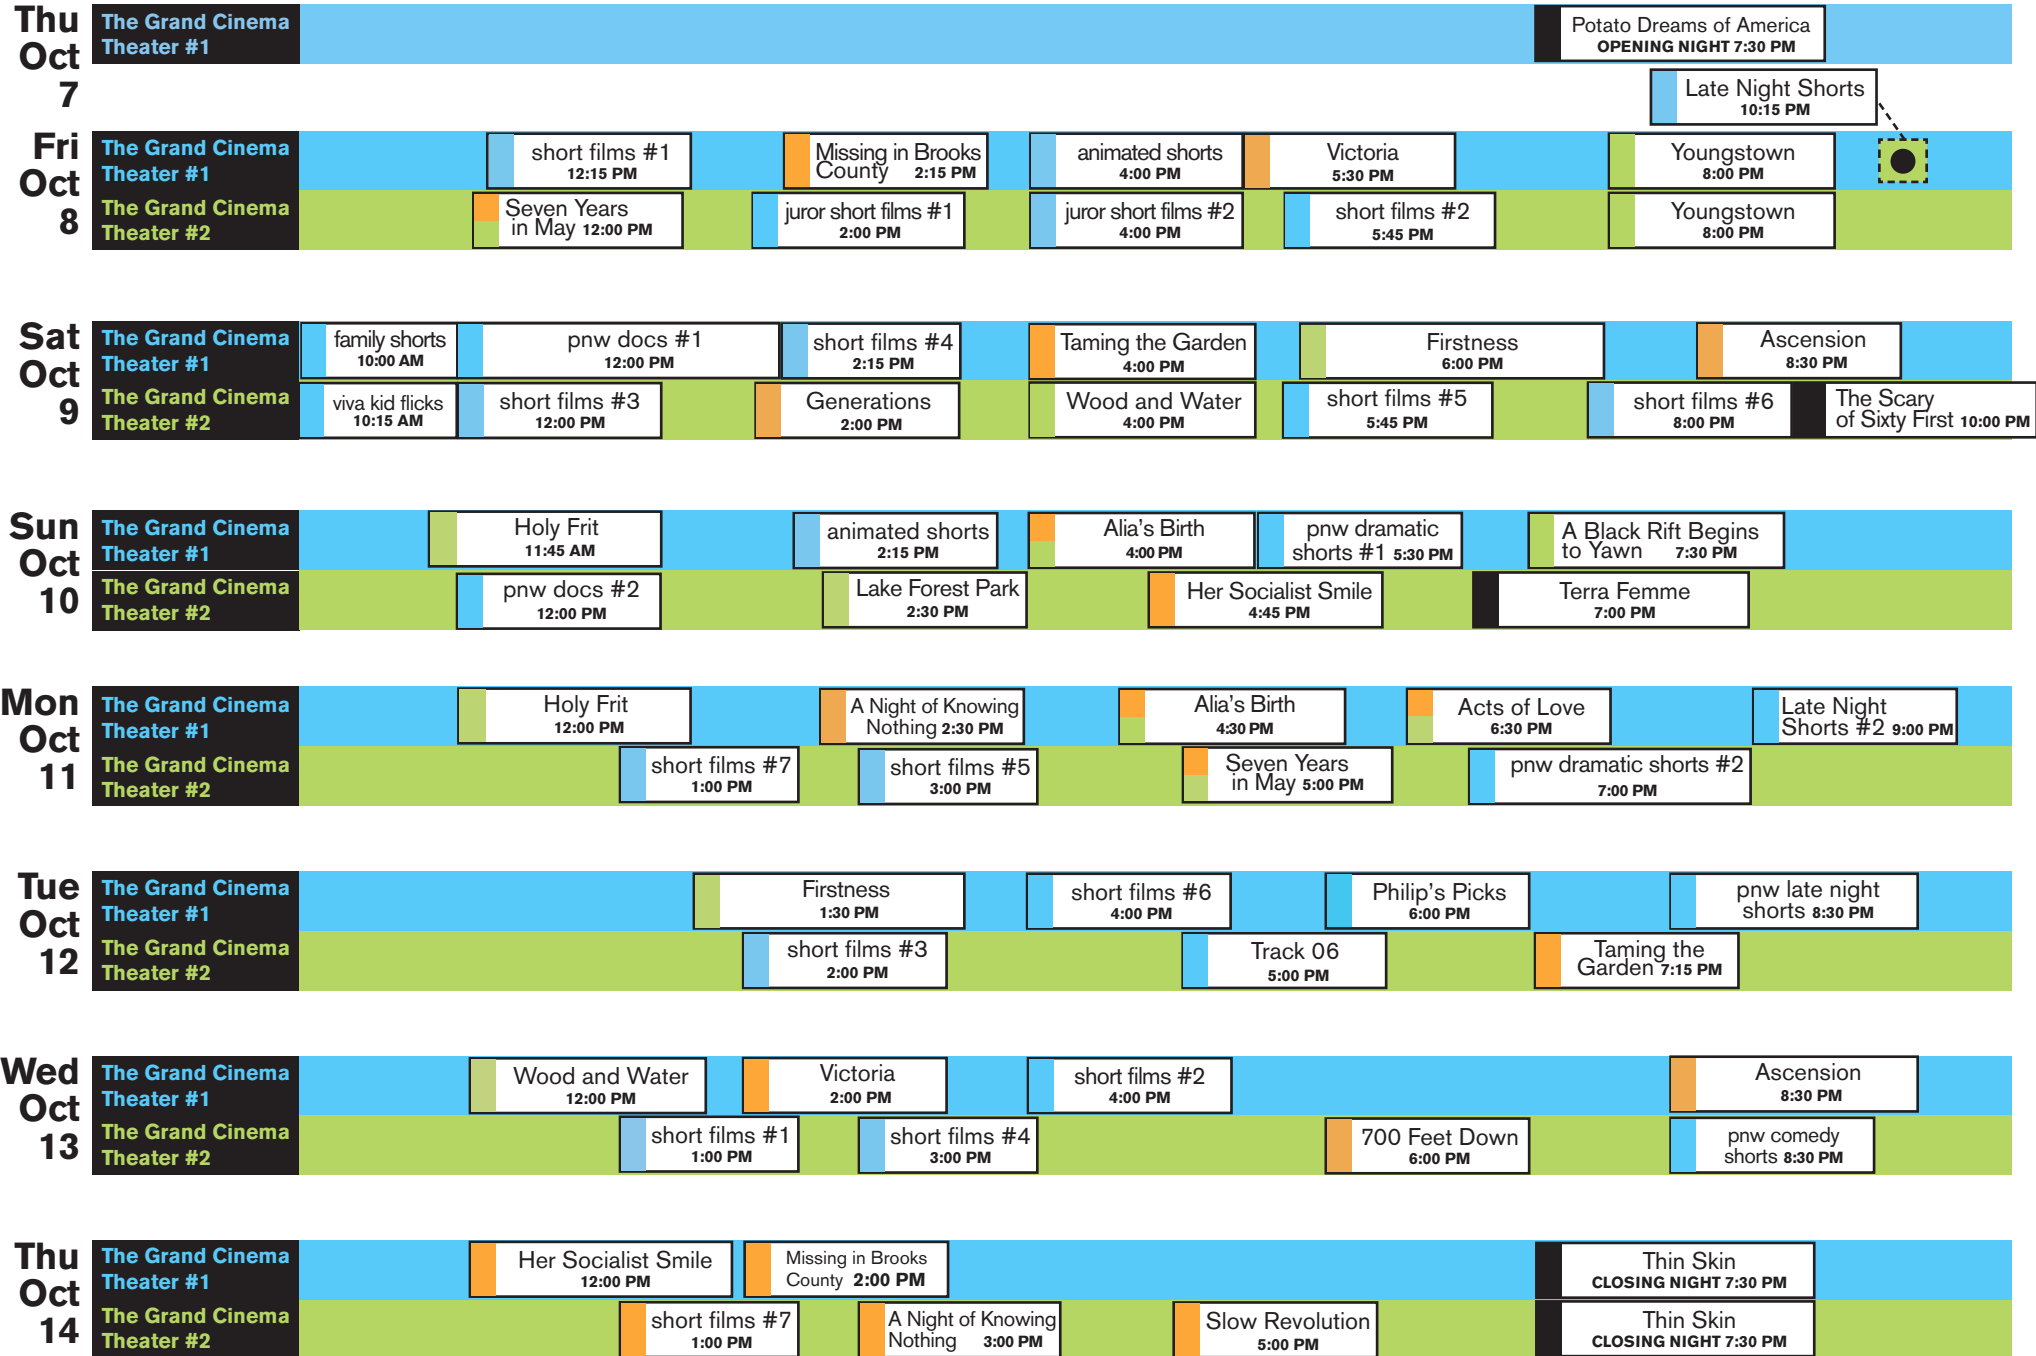 Thu
Oct
7
The Grand Cinema
Theater #1
Potato Dreams of America
OPENING NIGHT 7:30 PM
Late Night Shorts
10:15 PM
Fri
Oct
8
The Grand Cinema
Theater #1
short films #1
12:15 PM
Missing in Brooks
County 2:15 PM
animated shorts
4:00 PM
Victoria
5:30 PM
Youngstown
8:00 PM
The Grand Cinema
Theater #2
Seven Years
in May 12:00 PM
juror short films #1
2:00 PM
juror short films #2
4:00 PM
short films #2
5:45 PM
Youngstown
8:00 PM
Sat
Oct
9
The Grand Cinema
Theater #1
family shorts
10:00 AM
pnw docs #1
12:00 PM
short films #4
2:15 PM
Taming the Garden
4:00 PM
Firstness
6:00 PM
Ascension
8:30 PM
The Grand Cinema
Theater #2
viva kid flicks
10:15 AM
short films #3
12:00 PM
Generations
2:00 PM
Wood and Water
4:00 PM
short films #5
5:45 PM
short films #6
8:00 PM
The Scary
of Sixty First 10:00 PM
Sun
Oct
10
The Grand Cinema
Theater #1
Holy Frit
11:45 AM
animated shorts
2:15 PM
Alia's Birth
4:00 PM
pnw dramatic
shorts #1 5:30 PM
A Black Rift Begins
to Yawn 7:30 PM
The Grand Cinema
Theater #2
pnw docs #2
12:00 PM
Lake Forest Park
2:30 PM
Her Socialist Smile
4:45 PM
Terra Femme
7:00 PM
Mon
Oct
11
The Grand Cinema
Theater #1
Holy Frit
12:00 PM
A Night of Knowing
Nothing 2:30 PM
Alia's Birth
4:30 PM
Acts of Love
6:30 PM
Late Night
Shorts #2 9:00 PM
The Grand Cinema
Theater #2
short films #7
1:00 PM
short films #5
3:00 PM
Seven Years
in May 5:00 PM
pnw dramatic shorts #2
7:00 PM
Tue
Oct
12
The Grand Cinema
Theater #1
Firstness
1:30 PM
short films #6
4:00 PM
Philip's Picks
6:00 PM
pnw late night
shorts 8:30 PM
The Grand Cinema
Theater #2
short films #3
2:00 PM
Track 06
5:00 PM
Taming the
Garden 7:15 PM
Wed
Oct
13
The Grand Cinema
Theater #1
Wood and Water
12:00 PM
Victoria
2:00 PM
short films #2
4:00 PM
Ascension
8:30 PM
The Grand Cinema
Theater #2
short films #1
1:00 PM
short films #4
3:00 PM
700 Feet Down
6:00 PM
pnw comedy
shorts 8:30 PM
Thu
Oct
14
The Grand Cinema
Theater #1
Her Socialist Smile
12:00 PM
Missing in Brooks
County 2:00 PM
Thin Skin
CLOSING NIGHT 7:30 PM
The Grand Cinema
Theater #2
short films #7
1:00 PM
A Night of Knowing
Nothing 3:00 PM
Slow Revolution
5:00 PM
Thin Skin
CLOSING NIGHT 7:30 PM